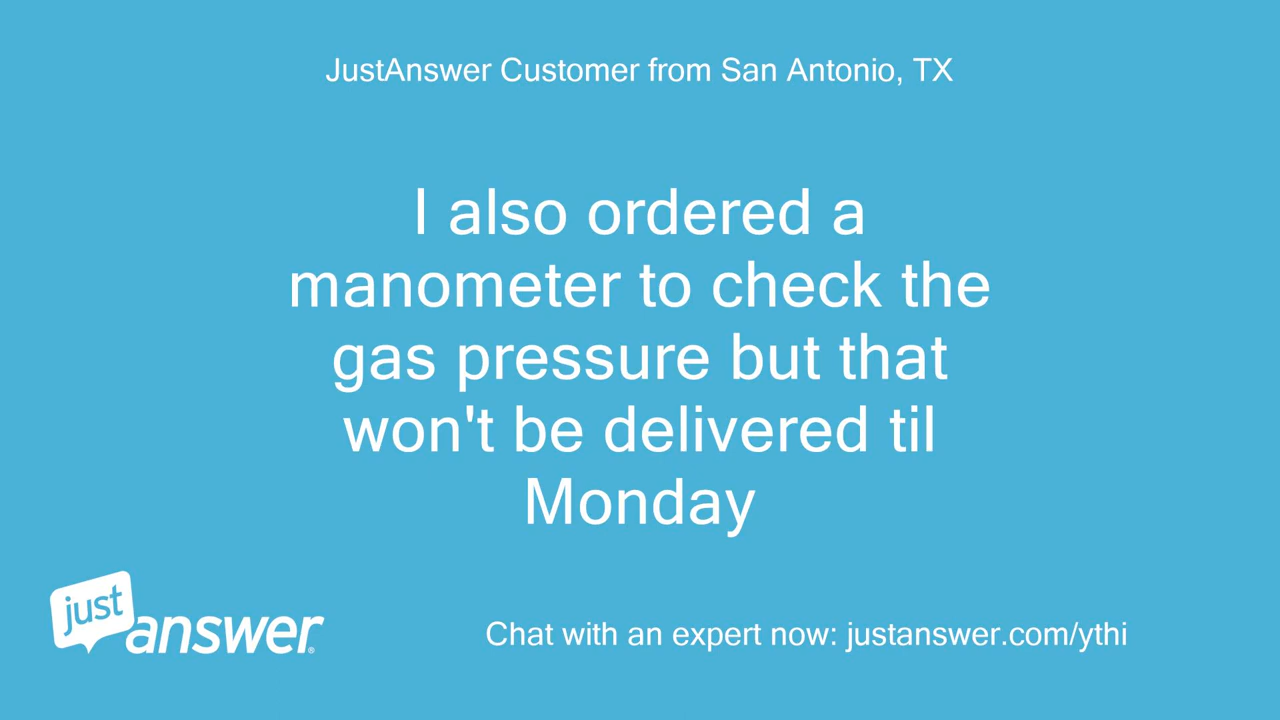 JustAnswer Customer from San Antonio, TX
I also ordered a
manometer to check the
gas pressure but that
won't be delivered til
Monday
just
answer®
Chat with an expert now: justanswer.com/ythi